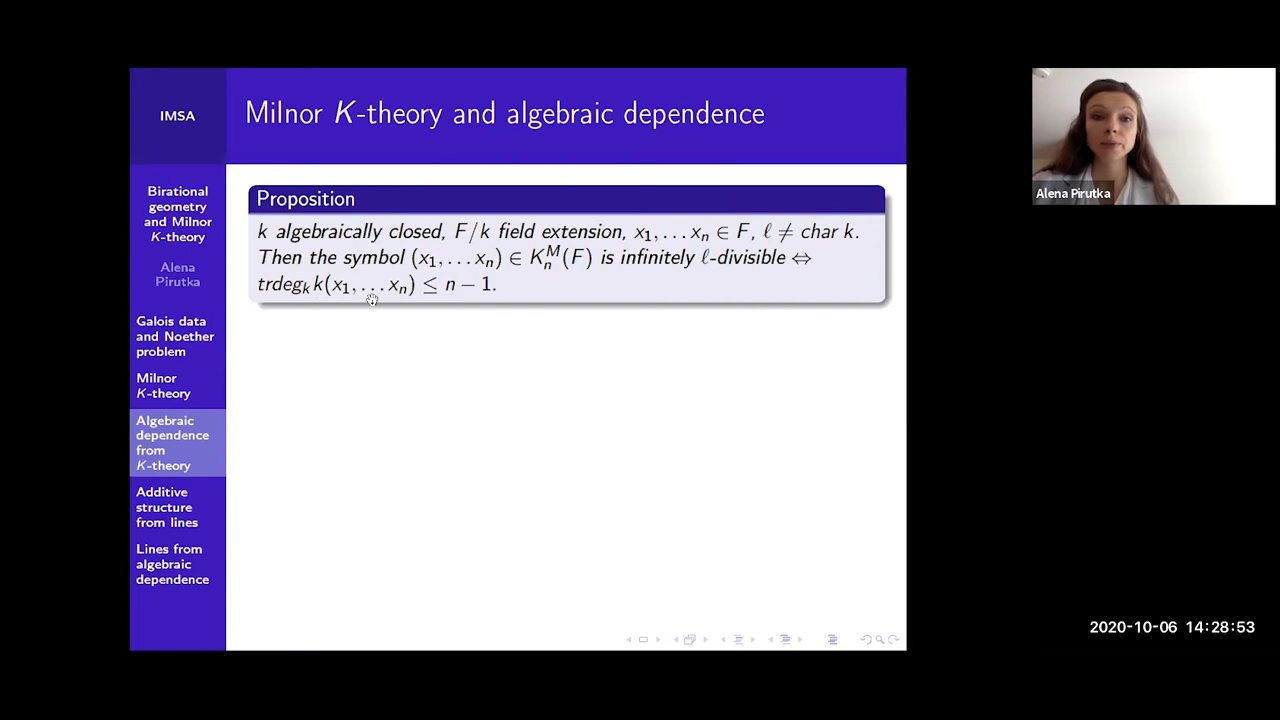 IMSA
Milnor K-theory and algebraic dependence
Birational
geometry
and Milnor
K-theory
Alena
Pirutka
Galois data
and Noether
problem
Milnor
K-theory
Algebraic
dependence
from
K-theory
Additive
structure
from lines
Lines from
algebraic
dependence
Proposition
k algebraically closed, F/k field extension, x₁, … xₙ ∈ F, ℓ ≠ char k.
Then the symbol (x₁, … xₙ) ∈ Kₙᴹ(F) is infinitely ℓ-divisible ⇔
trdegₖ k(x₁, … xₙ) ≤ n − 1.
Alena Pirutka
2020-10-06 14:28:53